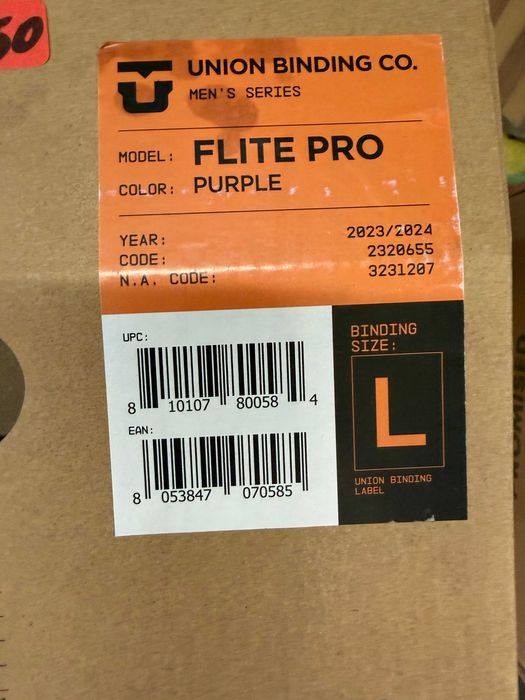 50
UNION BINDING CO.
MEN'S SERIES
MODEL: FLITE PRO
COLOR: PURPLE
YEAR: 2023/2024
CODE: 2320655
N.A. CODE: 3231207
UPC:
8 10107 80058 4
EAN:
8 053847 070585
BINDING
SIZE:
L
UNION BINDING
LABEL